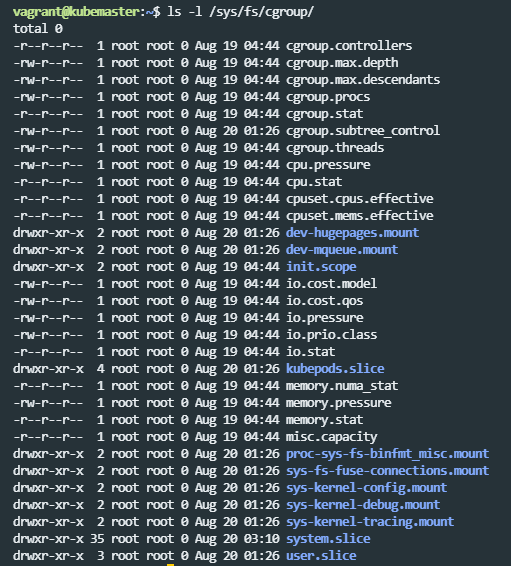 vagrant@kubemaster:~$ ls -l /sys/fs/cgroup/
total 0
-r--r--r--  1 root root 0 Aug 19 04:44 cgroup.controllers
-rw-r--r--  1 root root 0 Aug 19 04:44 cgroup.max.depth
-rw-r--r--  1 root root 0 Aug 19 04:44 cgroup.max.descendants
-rw-r--r--  1 root root 0 Aug 19 04:44 cgroup.procs
-r--r--r--  1 root root 0 Aug 19 04:44 cgroup.stat
-rw-r--r--  1 root root 0 Aug 20 01:26 cgroup.subtree_control
-rw-r--r--  1 root root 0 Aug 19 04:44 cgroup.threads
-rw-r--r--  1 root root 0 Aug 19 04:44 cpu.pressure
-r--r--r--  1 root root 0 Aug 19 04:44 cpu.stat
-r--r--r--  1 root root 0 Aug 19 04:44 cpuset.cpus.effective
-r--r--r--  1 root root 0 Aug 19 04:44 cpuset.mems.effective
drwxr-xr-x  2 root root 0 Aug 20 01:26 dev-hugepages.mount
drwxr-xr-x  2 root root 0 Aug 20 01:26 dev-mqueue.mount
drwxr-xr-x  2 root root 0 Aug 19 04:44 init.scope
-rw-r--r--  1 root root 0 Aug 19 04:44 io.cost.model
-rw-r--r--  1 root root 0 Aug 19 04:44 io.cost.qos
-rw-r--r--  1 root root 0 Aug 19 04:44 io.pressure
-rw-r--r--  1 root root 0 Aug 19 04:44 io.prio.class
-r--r--r--  1 root root 0 Aug 19 04:44 io.stat
drwxr-xr-x  4 root root 0 Aug 20 01:26 kubepods.slice
-r--r--r--  1 root root 0 Aug 19 04:44 memory.numa_stat
-rw-r--r--  1 root root 0 Aug 19 04:44 memory.pressure
-r--r--r--  1 root root 0 Aug 19 04:44 memory.stat
-r--r--r--  1 root root 0 Aug 19 04:44 misc.capacity
drwxr-xr-x  2 root root 0 Aug 20 01:26 proc-sys-fs-binfmt_misc.mount
drwxr-xr-x  2 root root 0 Aug 20 01:26 sys-fs-fuse-connections.mount
drwxr-xr-x  2 root root 0 Aug 20 01:26 sys-kernel-config.mount
drwxr-xr-x  2 root root 0 Aug 20 01:26 sys-kernel-debug.mount
drwxr-xr-x  2 root root 0 Aug 20 01:26 sys-kernel-tracing.mount
drwxr-xr-x 35 root root 0 Aug 20 03:10 system.slice
drwxr-xr-x  3 root root 0 Aug 20 01:26 user.slice